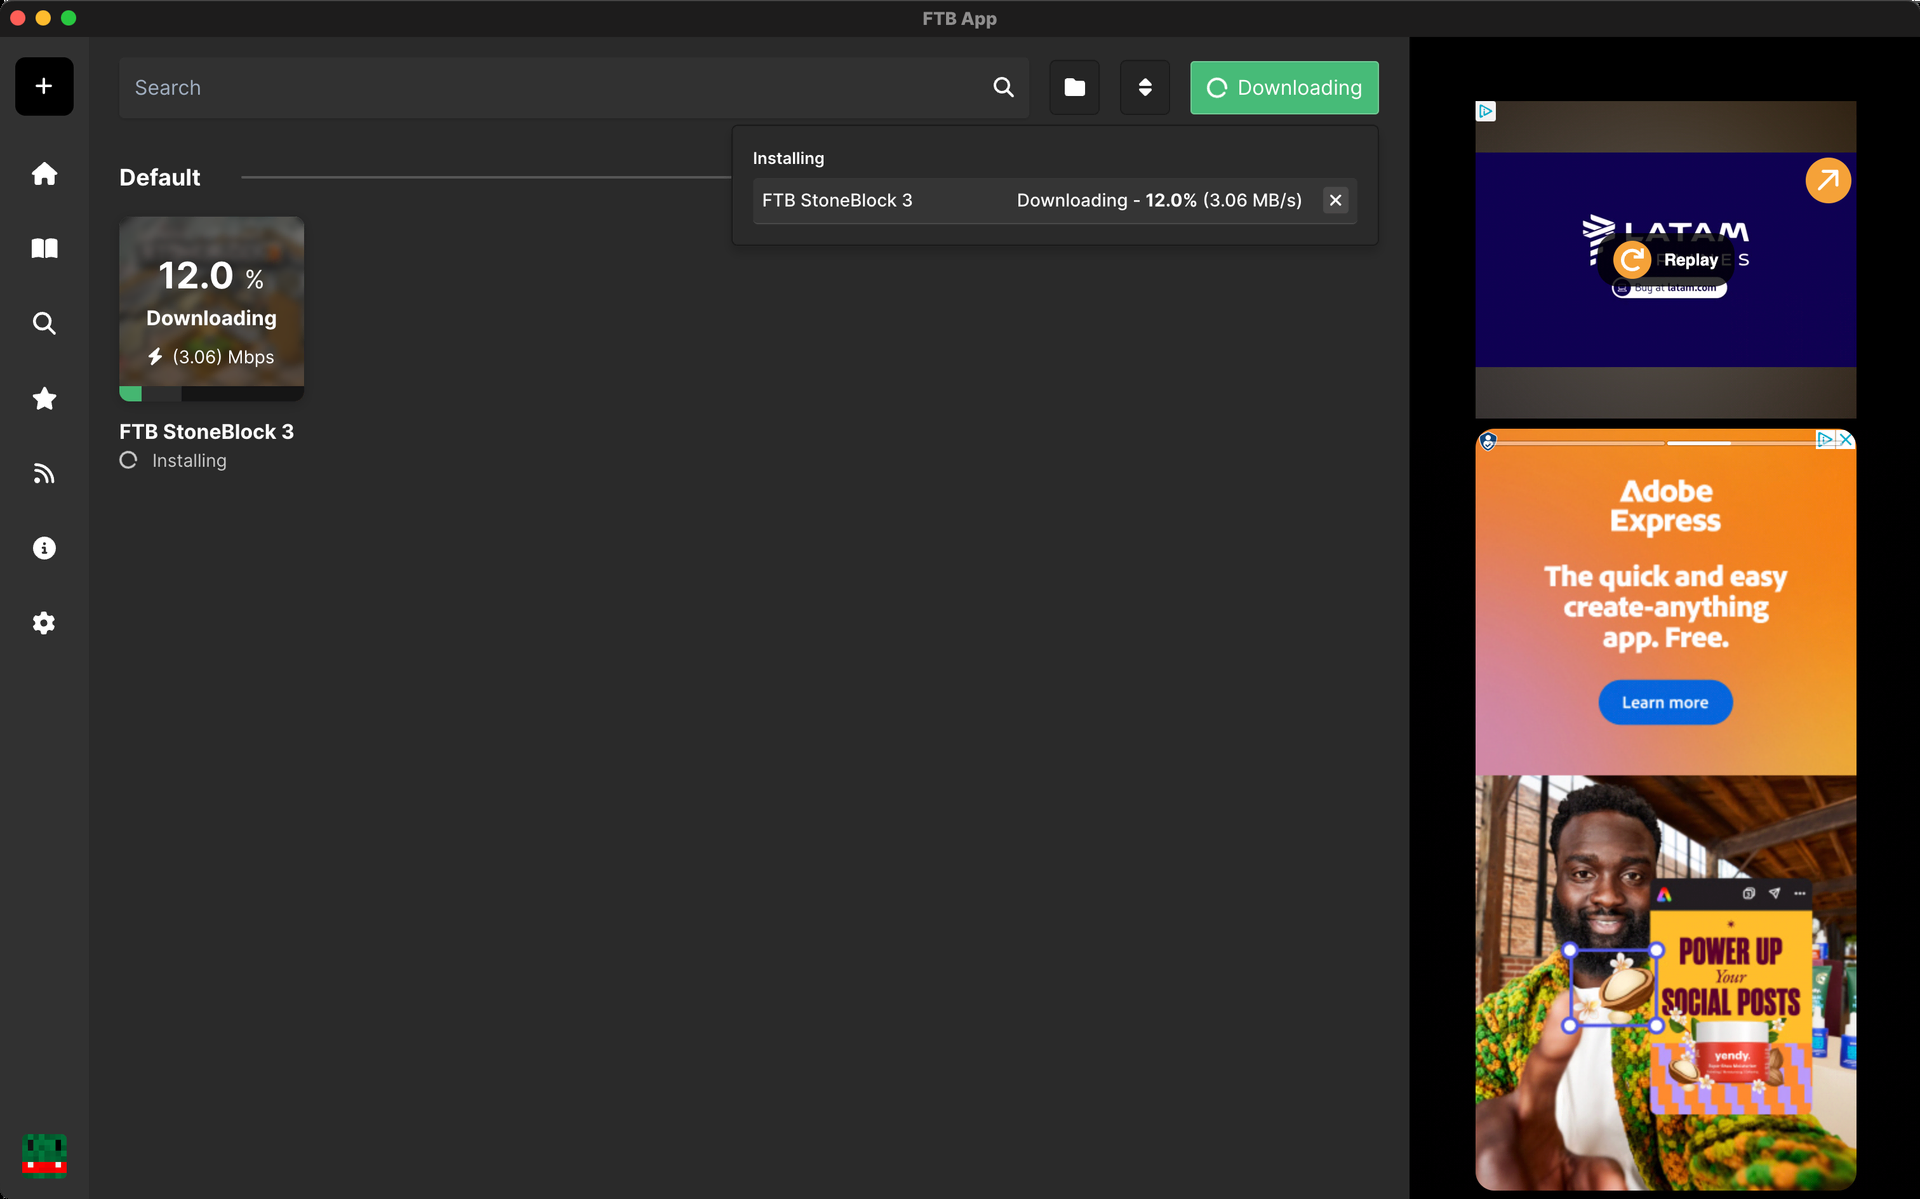 FTB App
Search
Downloading
Installing
FTB StoneBlock 3
Downloading - 12.0% (3.06 MB/s)
Default
12.0 %
Downloading
(3.06) Mbps
FTB StoneBlock 3
Installing
LATAM
Replay
E S
Buy at latam.com
Adobe
Express
The quick and easy
create-anything
app. Free.
Learn more
POWER UP
Your
SOCIAL POSTS
yendy.